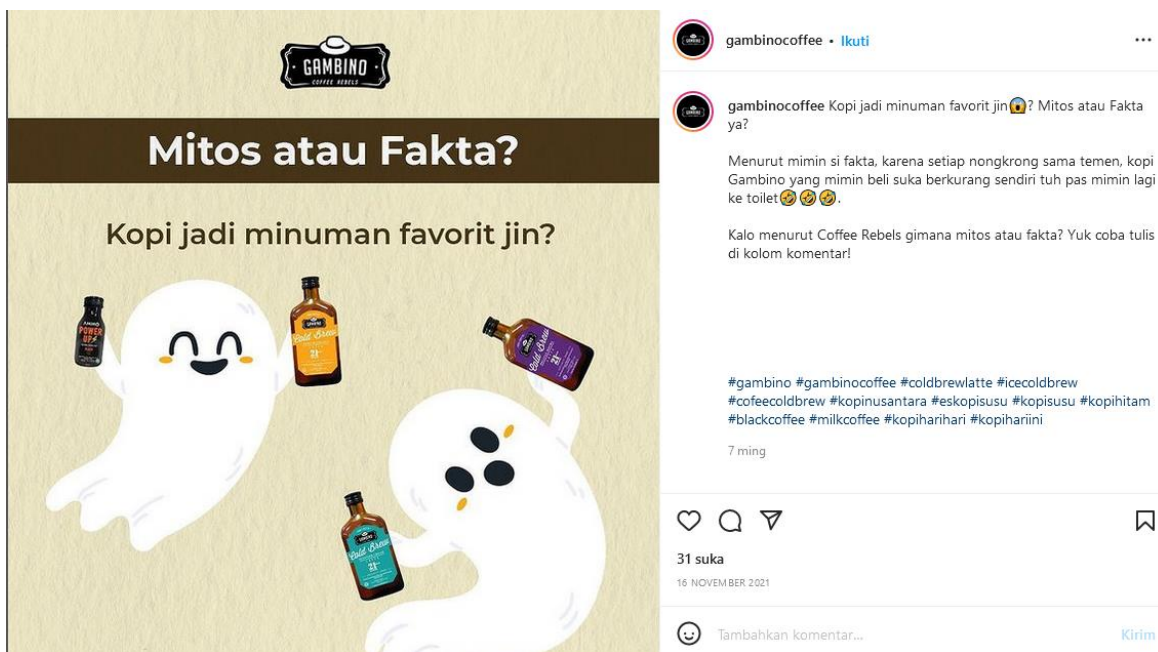 GAMBINO
COFFEE REBELS
Mitos atau Fakta?
Kopi jadi minuman favorit jin?
POWER
UP
GAMBINO
Cold Brew
GAMBINO
Cold Brew
GAMBINO
Cold Brew
gambinocoffee • Ikuti
gambinocoffee Kopi jadi minuman favorit jin😱? Mitos atau Fakta
ya?
Menurut mimin si fakta, karena setiap nongkrong sama temen, kopi
Gambino yang mimin beli suka berkurang sendiri tuh pas mimin lagi
ke toilet🤣🤣🤣.
Kalo menurut Coffee Rebels gimana mitos atau fakta? Yuk coba tulis
di kolom komentar!
#gambino #gambinocoffee #coldbrewlatte #icecoldbrew
#cofeecoldbrew #kopinusantara #eskopisusu #kopisusu #kopihitam
#blackcoffee #milkcoffee #kopiharihari #kopihariini
7 ming
31 suka
16 NOVEMBER 2021
Tambahkan komentar...
Kirim